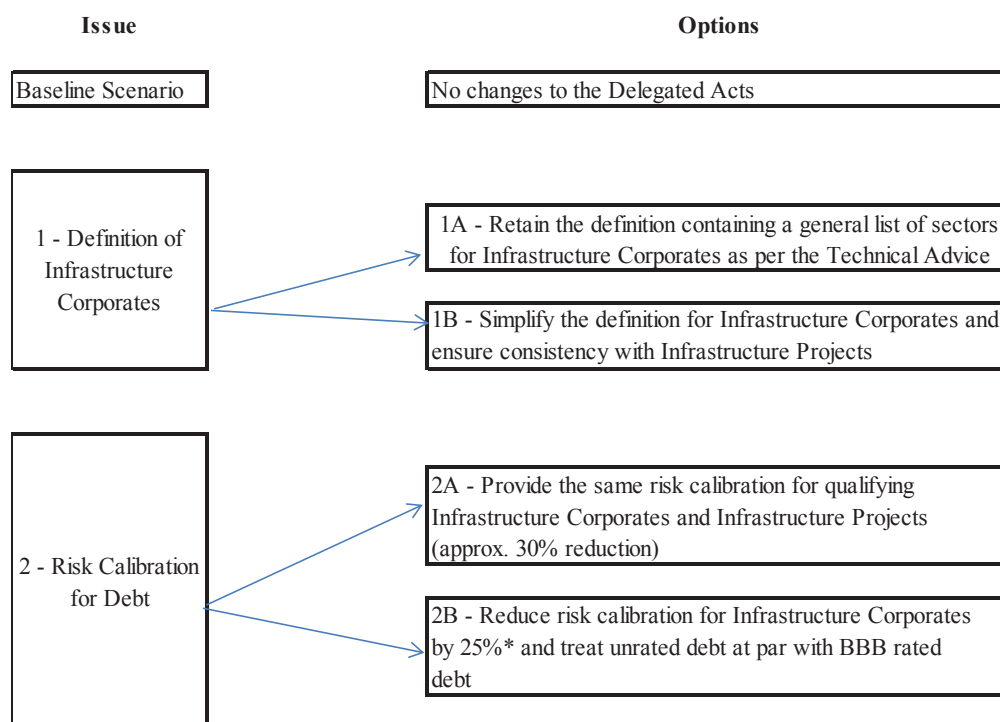 Issue
Options
Baseline Scenario
No changes to the Delegated Acts
1 - Definition of
Infrastructure
Corporates
1A - Retain the definition containing a general list of sectors
for Infrastructure Corporates as per the Technical Advice
1B - Simplify the definition for Infrastructure Corporates and
ensure consistency with Infrastructure Projects
2 - Risk Calibration
for Debt
2A - Provide the same risk calibration for qualifying
Infrastructure Corporates and Infrastructure Projects
(approx. 30% reduction)
2B - Reduce risk calibration for Infrastructure Corporates
by 25%* and treat unrated debt at par with BBB rated
debt